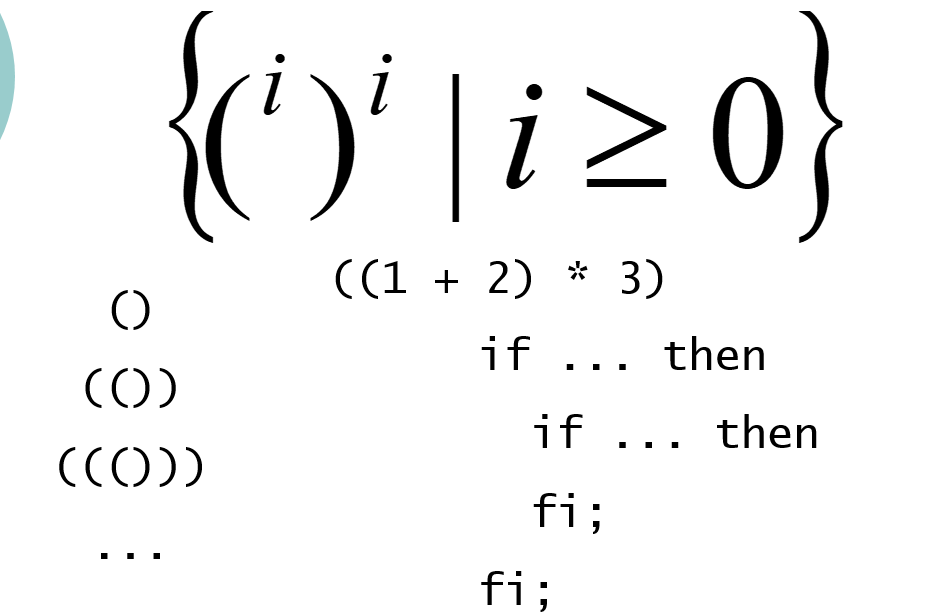 {(^i )^i | i ≥ 0}
((1 + 2) * 3)
()
(())
((()))
...
if ... then
if ... then
fi;
fi;